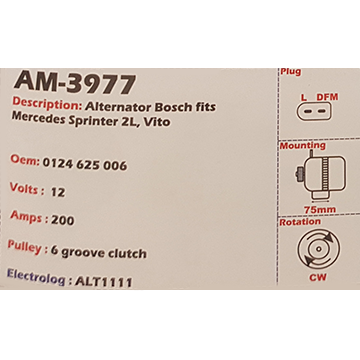 AM-3977
Description: Alternator Bosch fits
Mercedes Sprinter 2L, Vito
Oem: 0124 625 006
Volts : 12
Amps : 200
Pulley : 6 groove clutch
Electrolog : ALT1111
Plug
L DFM
Mounting
75mm
Rotation
CW